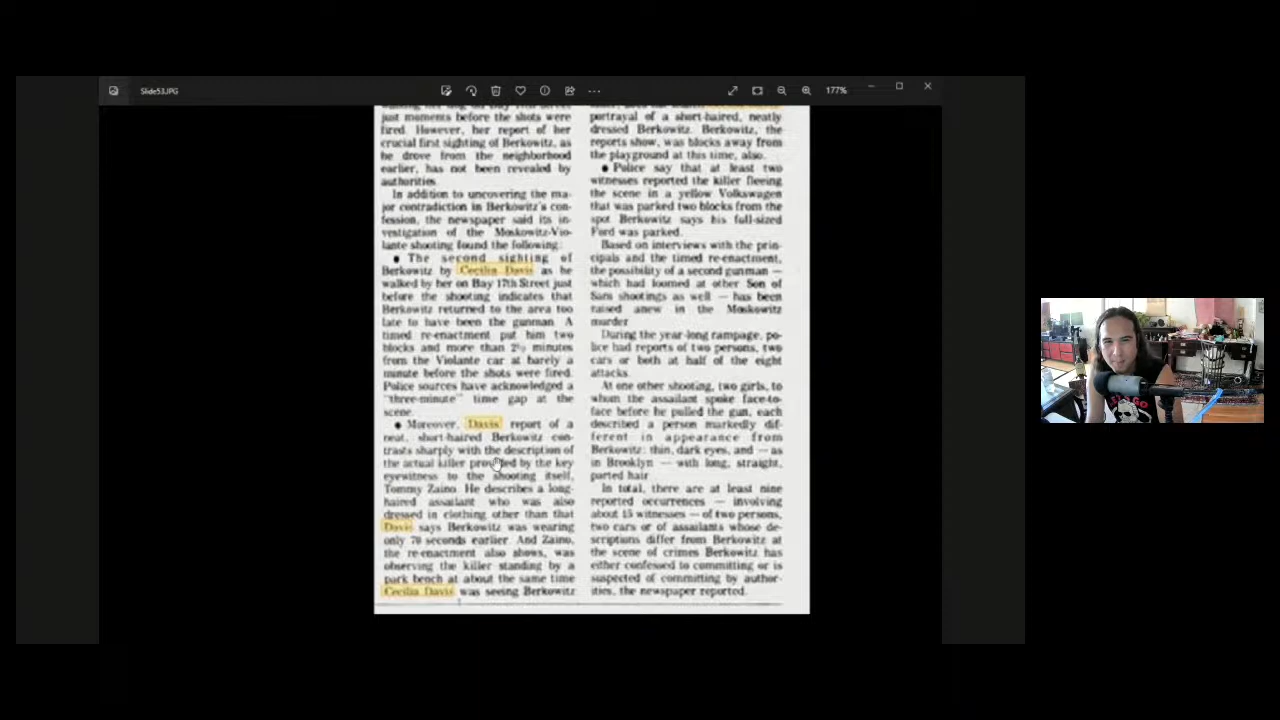 Slide53.JPG
177%
just moments before the shots were
fired. However, her report of her
crucial first sighting of Berkowitz, as
he drove from the neighborhood
earlier, has not been revealed by
authorities.
In addition to uncovering the ma-
jor contradiction in Berkowitz's con-
fession, the newspaper said its in-
vestigation of the Moskowitz-Vio-
lante shooting found the following:
• The second sighting of
Berkowitz by Cecilia Davis as he
walked by her on Bay 17th Street just
before the shooting indicates that
Berkowitz returned to the area too
late to have been the gunman. A
timed re-enactment put him two
blocks and more than 2½ minutes
from the Violante car at barely a
minute before the shots were fired.
Police sources have acknowledged a
"three-minute" time gap at the
scene.
• Moreover, Davis' report of a
neat, short-haired Berkowitz con-
trasts sharply with the description of
the actual killer provided by the key
eyewitness to the shooting itself,
Tommy Zaino. He describes a long-
haired assailant who was also
dressed in clothing other than that
Davis says Berkowitz was wearing
only 70 seconds earlier. And Zaino,
the re-enactment also shows, was
observing the killer standing by a
park bench at about the same time
Cecilia Davis was seeing Berkowitz
portrayal of a short-haired, neatly
dressed Berkowitz. Berkowitz, the
reports show, was blocks away from
the playground at this time, also.
• Police say that at least two
witnesses reported the killer fleeing
the scene in a yellow Volkswagen
that was parked two blocks from the
spot Berkowitz says his full-sized
Ford was parked.
Based on interviews with the prin-
cipals and the timed re-enactment,
the possibility of a second gunman —
which had loomed at other Son of
Sam shootings as well — has been
raised anew in the Moskowitz
murder.
During the year-long rampage, po-
lice had reports of two persons, two
cars or both at half of the eight
attacks.
At one other shooting, two girls, to
whom the assailant spoke face-to-
face before he pulled the gun, each
described a person markedly dif-
ferent in appearance from
Berkowitz: thin, dark eyes, and — as
in Brooklyn — with long, straight,
parted hair.
In total, there are at least nine
reported occurrences — involving
about 15 witnesses — of two persons,
two cars or of assailants whose de-
scriptions differ from Berkowitz at
the scene of crimes Berkowitz has
either confessed to committing or is
suspected of committing by author-
ities, the newspaper reported.